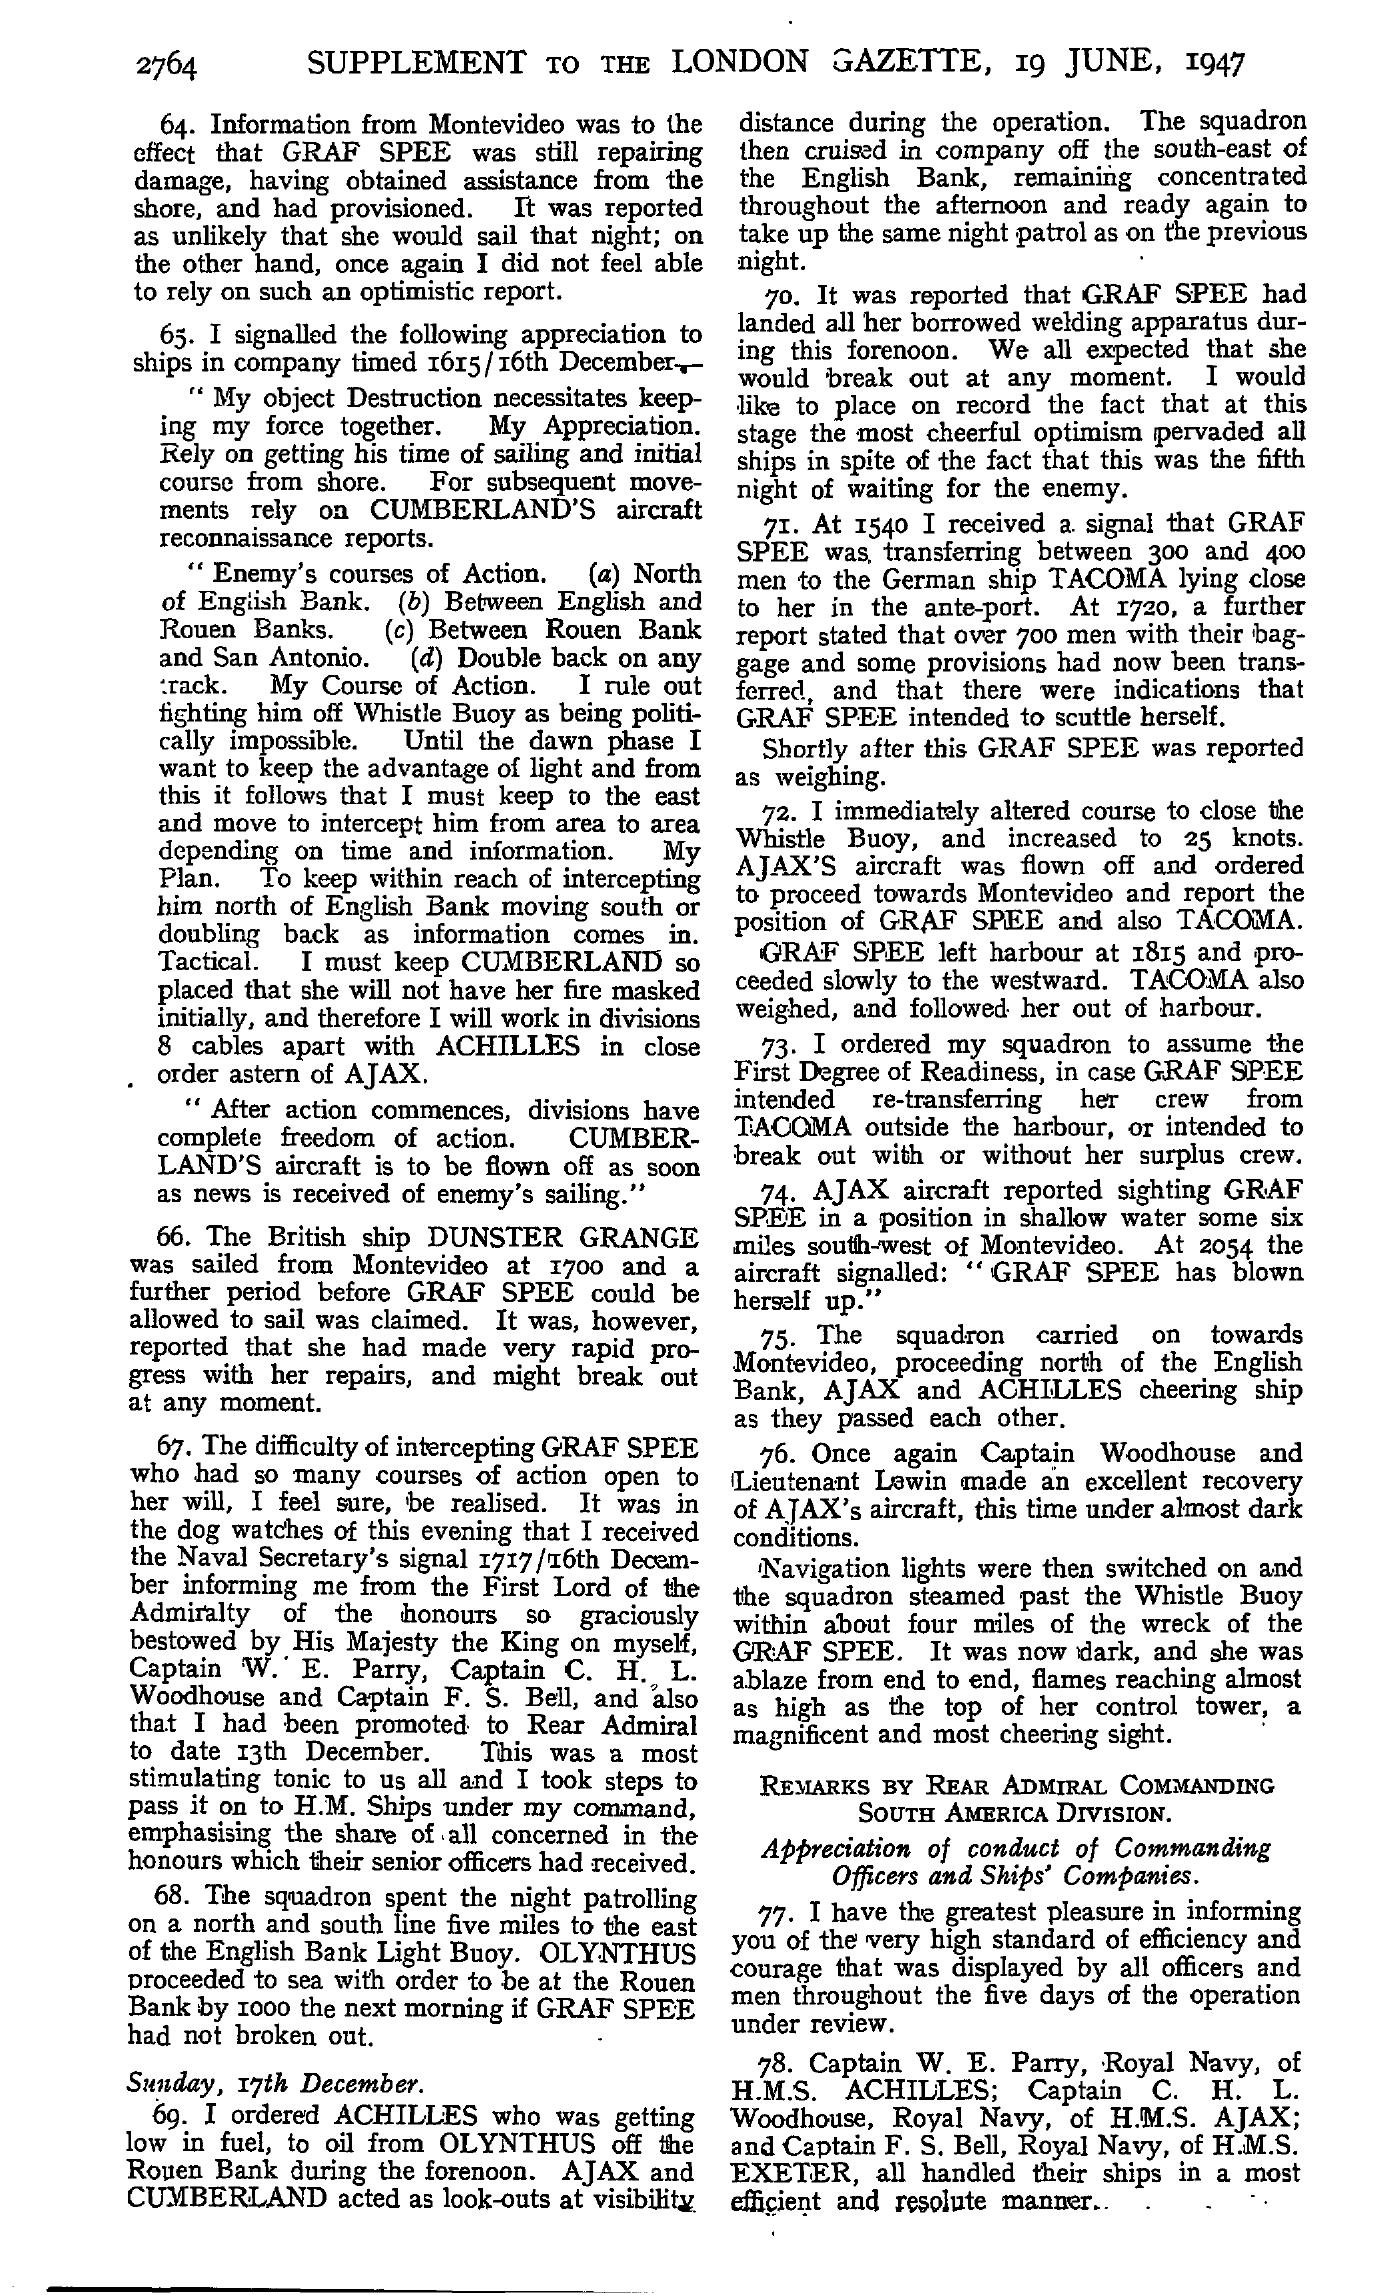 2764 SUPPLEMENT TO THE LONDON GAZETTE, 19 JUNE, 1947
64. Information from Montevideo was to the
effect that GRAF SPEE was still repairing
damage, having obtained assistance from the
shore, and had provisioned. It was reported
as unlikely that she would sail that night; on
the other hand, once again I did not feel able
to rely on such an optimistic report.
65. I signalled the following appreciation to
ships in company timed 1615/16th December—
“ My object Destruction necessitates keep-
ing my force together. My Appreciation.
Rely on getting his time of sailing and initial
course from shore. For subsequent move-
ments rely on CUMBERLAND'S aircraft
reconnaissance reports.
“ Enemy's courses of Action. (a) North
of English Bank. (b) Between English and
Rouen Banks. (c) Between Rouen Bank
and San Antonio. (d) Double back on any
track. My Course of Action. I rule out
fighting him off Whistle Buoy as being politi-
cally impossible. Until the dawn phase I
want to keep the advantage of light and from
this it follows that I must keep to the east
and move to intercept him from area to area
depending on time and information. My
Plan. To keep within reach of intercepting
him north of English Bank moving south or
doubling back as information comes in.
Tactical. I must keep CUMBERLAND so
placed that she will not have her fire masked
initially, and therefore I will work in divisions
8 cables apart with ACHILLES in close
order astern of AJAX.
“ After action commences, divisions have
complete freedom of action. CUMBER-
LAND'S aircraft is to be flown off as soon
as news is received of enemy's sailing.”
66. The British ship DUNSTER GRANGE
was sailed from Montevideo at 1700 and a
further period before GRAF SPEE could be
allowed to sail was claimed. It was, however,
reported that she had made very rapid pro-
gress with her repairs, and might break out
at any moment.
67. The difficulty of intercepting GRAF SPEE
who had so many courses of action open to
her will, I feel sure, be realised. It was in
the dog watches of this evening that I received
the Naval Secretary's signal 1717/16th Decem-
ber informing me from the First Lord of the
Admiralty of the honours so graciously
bestowed by His Majesty the King on myself,
Captain W. E. Parry, Captain C. H. L.
Woodhouse and Captain F. S. Bell, and also
that I had been promoted to Rear Admiral
to date 13th December. This was a most
stimulating tonic to us all and I took steps to
pass it on to H.M. Ships under my command,
emphasising the share of all concerned in the
honours which their senior officers had received.
68. The squadron spent the night patrolling
on a north and south line five miles to the east
of the English Bank Light Buoy. OLYNTHUS
proceeded to sea with order to be at the Rouen
Bank by 1000 the next morning if GRAF SPEE
had not broken out.
Sunday, 17th December.
69. I ordered ACHILLES who was getting
low in fuel, to oil from OLYNTHUS off the
Rouen Bank during the forenoon. AJAX and
CUMBERLAND acted as look-outs at visibility
distance during the operation. The squadron
then cruised in company off the south-east of
the English Bank, remaining concentrated
throughout the afternoon and ready again to
take up the same night patrol as on the previous
night.
70. It was reported that GRAF SPEE had
landed all her borrowed welding apparatus dur-
ing this forenoon. We all expected that she
would break out at any moment. I would
like to place on record the fact that at this
stage the most cheerful optimism pervaded all
ships in spite of the fact that this was the fifth
night of waiting for the enemy.
71. At 1540 I received a signal that GRAF
SPEE was transferring between 300 and 400
men to the German ship TACOMA lying close
to her in the ante-port. At 1720, a further
report stated that over 700 men with their bag-
gage and some provisions had now been trans-
ferred, and that there were indications that
GRAF SPEE intended to scuttle herself.
Shortly after this GRAF SPEE was reported
as weighing.
72. I immediately altered course to close the
Whistle Buoy, and increased to 25 knots.
AJAX'S aircraft was flown off and ordered
to proceed towards Montevideo and report the
position of GRAF SPEE and also TACOMA.
GRAF SPEE left harbour at 1815 and pro-
ceeded slowly to the westward. TACOMA also
weighed, and followed her out of harbour.
73. I ordered my squadron to assume the
First Degree of Readiness, in case GRAF SPEE
intended re-transferring her crew from
TACOMA outside the harbour, or intended to
break out with or without her surplus crew.
74. AJAX aircraft reported sighting GRAF
SPEE in a position in shallow water some six
miles south-west of Montevideo. At 2054 the
aircraft signalled: “ GRAF SPEE has blown
herself up.”
75. The squadron carried on towards
Montevideo, proceeding north of the English
Bank, AJAX and ACHILLES cheering ship
as they passed each other.
76. Once again Captain Woodhouse and
Lieutenant Lewin made an excellent recovery
of AJAX's aircraft, this time under almost dark
conditions.
Navigation lights were then switched on and
the squadron steamed past the Whistle Buoy
within about four miles of the wreck of the
GRAF SPEE. It was now dark, and she was
ablaze from end to end, flames reaching almost
as high as the top of her control tower, a
magnificent and most cheering sight.
REMARKS BY REAR ADMIRAL COMMANDING
SOUTH AMERICA DIVISION.
Appreciation of conduct of Commanding
Officers and Ships' Companies.
77. I have the greatest pleasure in informing
you of the very high standard of efficiency and
courage that was displayed by all officers and
men throughout the five days of the operation
under review.
78. Captain W. E. Parry, Royal Navy, of
H.M.S. ACHILLES; Captain C. H. L.
Woodhouse, Royal Navy, of H.M.S. AJAX;
and Captain F. S. Bell, Royal Navy, of H.M.S.
EXETER, all handled their ships in a most
efficient and resolute manner.